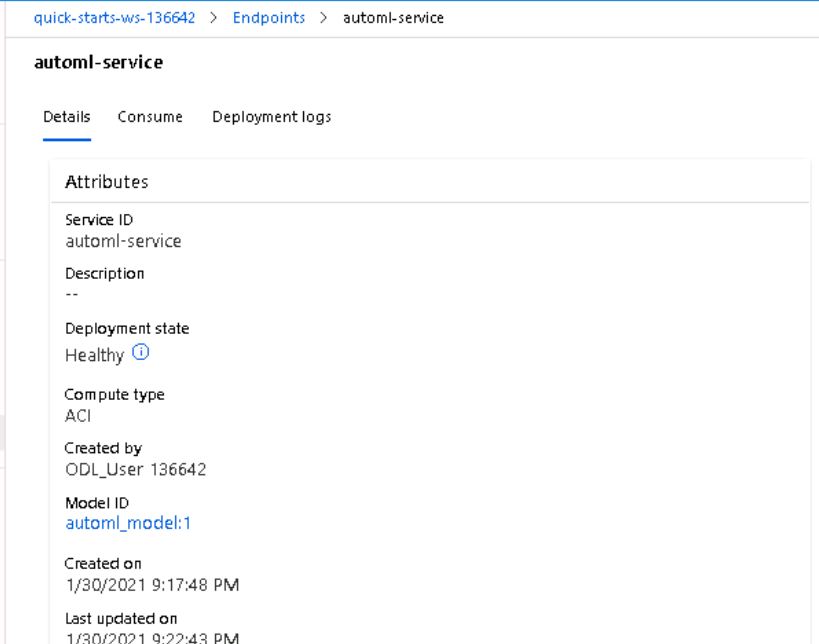 quick-starts-ws-136642 > Endpoints > automl-service
automl-service
Details Consume Deployment logs
Attributes
Service ID
automl-service
Description
--
Deployment state
Healthy
Compute type
ACI
Created by
ODL_User 136642
Model ID
automl_model:1
Created on
1/30/2021 9:17:48 PM
Last updated on
1/30/2021 9:22:43 PM